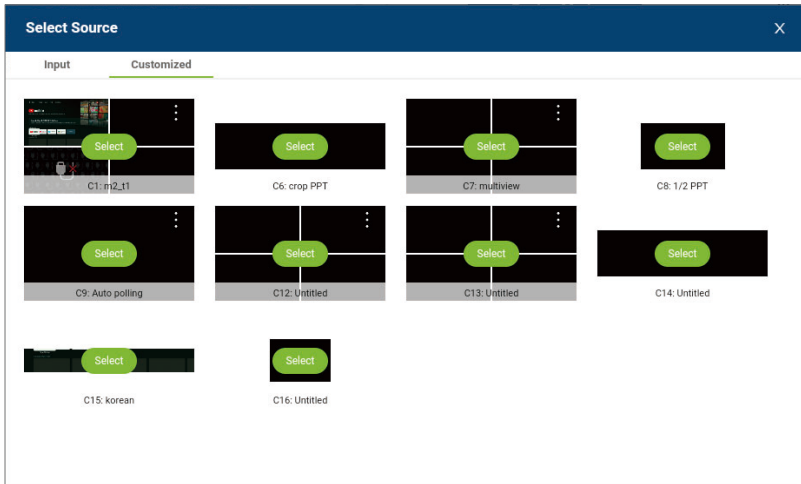 Select Source
X
Input
Customized
Select
Select
Select
Select
C1: m2_t1
C6: crop PPT
C7: multiview
C8: 1/2 PPT
Select
Select
Select
Select
C9: Auto polling
C12: Untitled
C13: Untitled
C14: Untitled
Select
Select
C15: korean
C16: Untitled